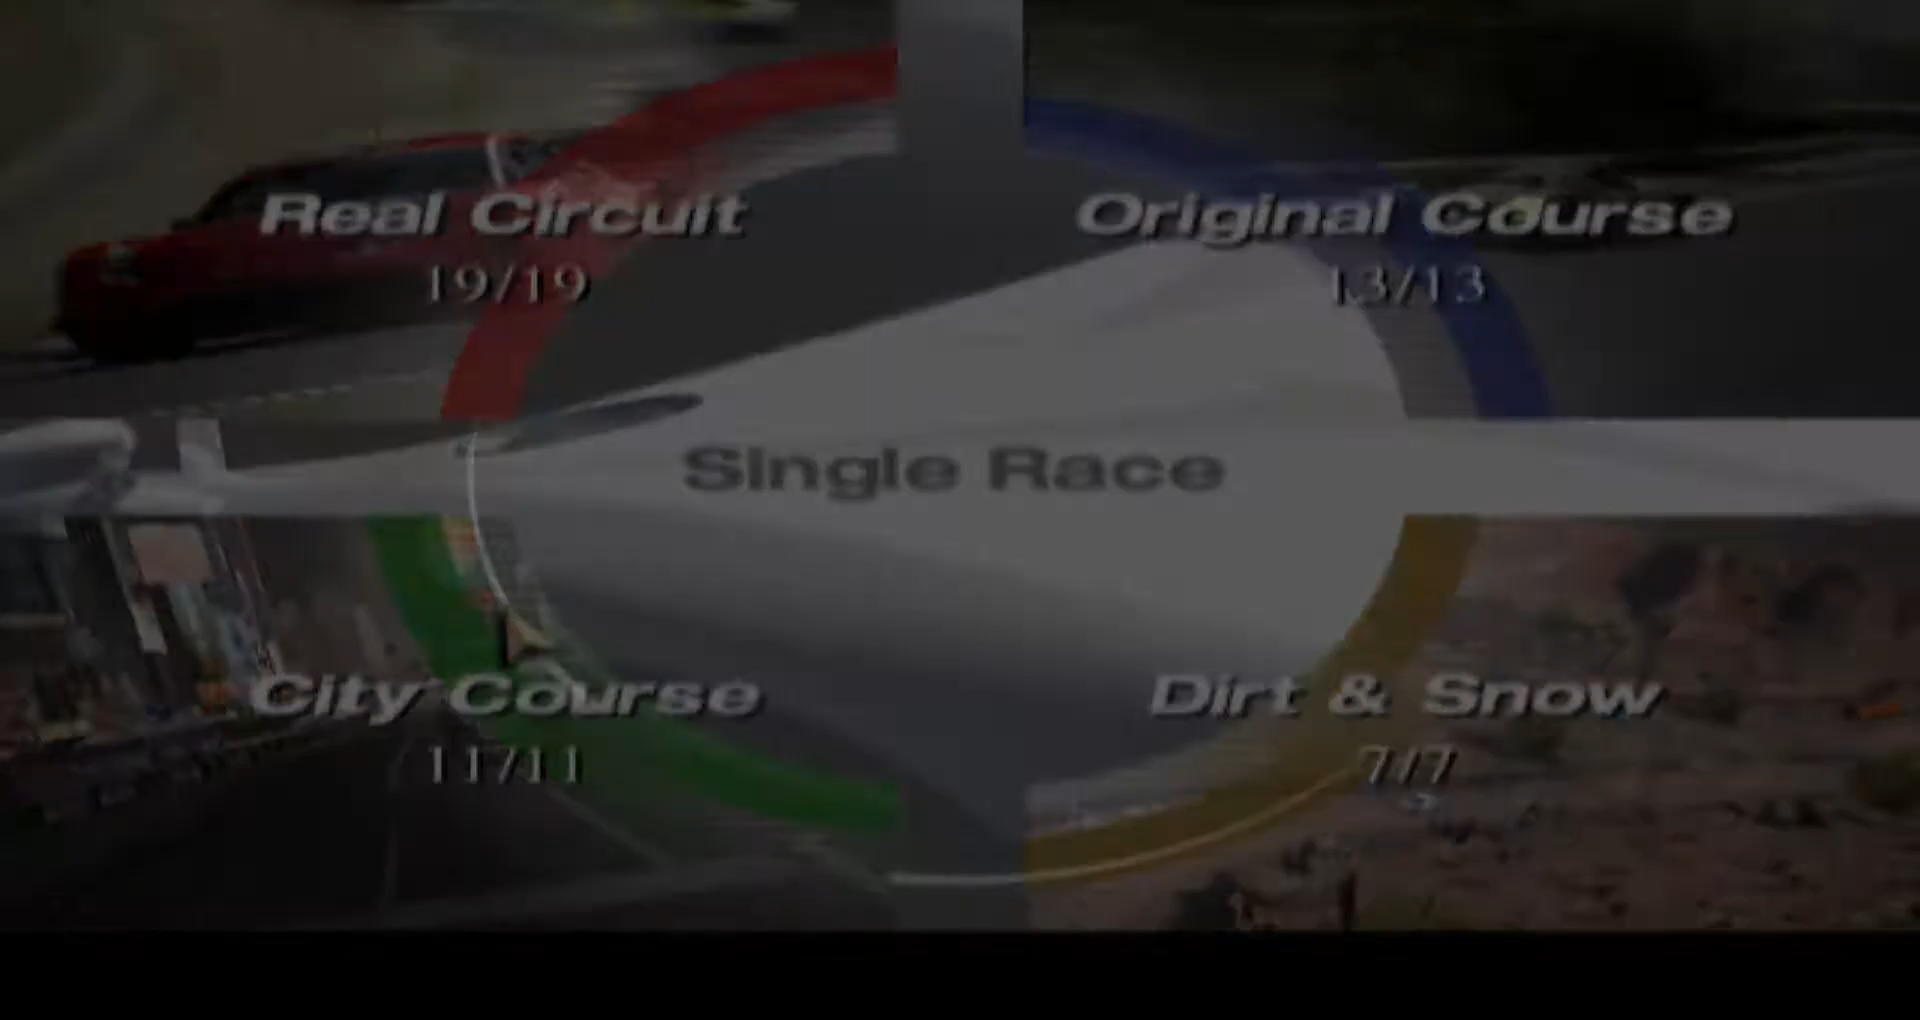 Real Circuit
19/19
Original Course
13/13
Single Race
City Course
11/11
Dirt & Snow
7/7